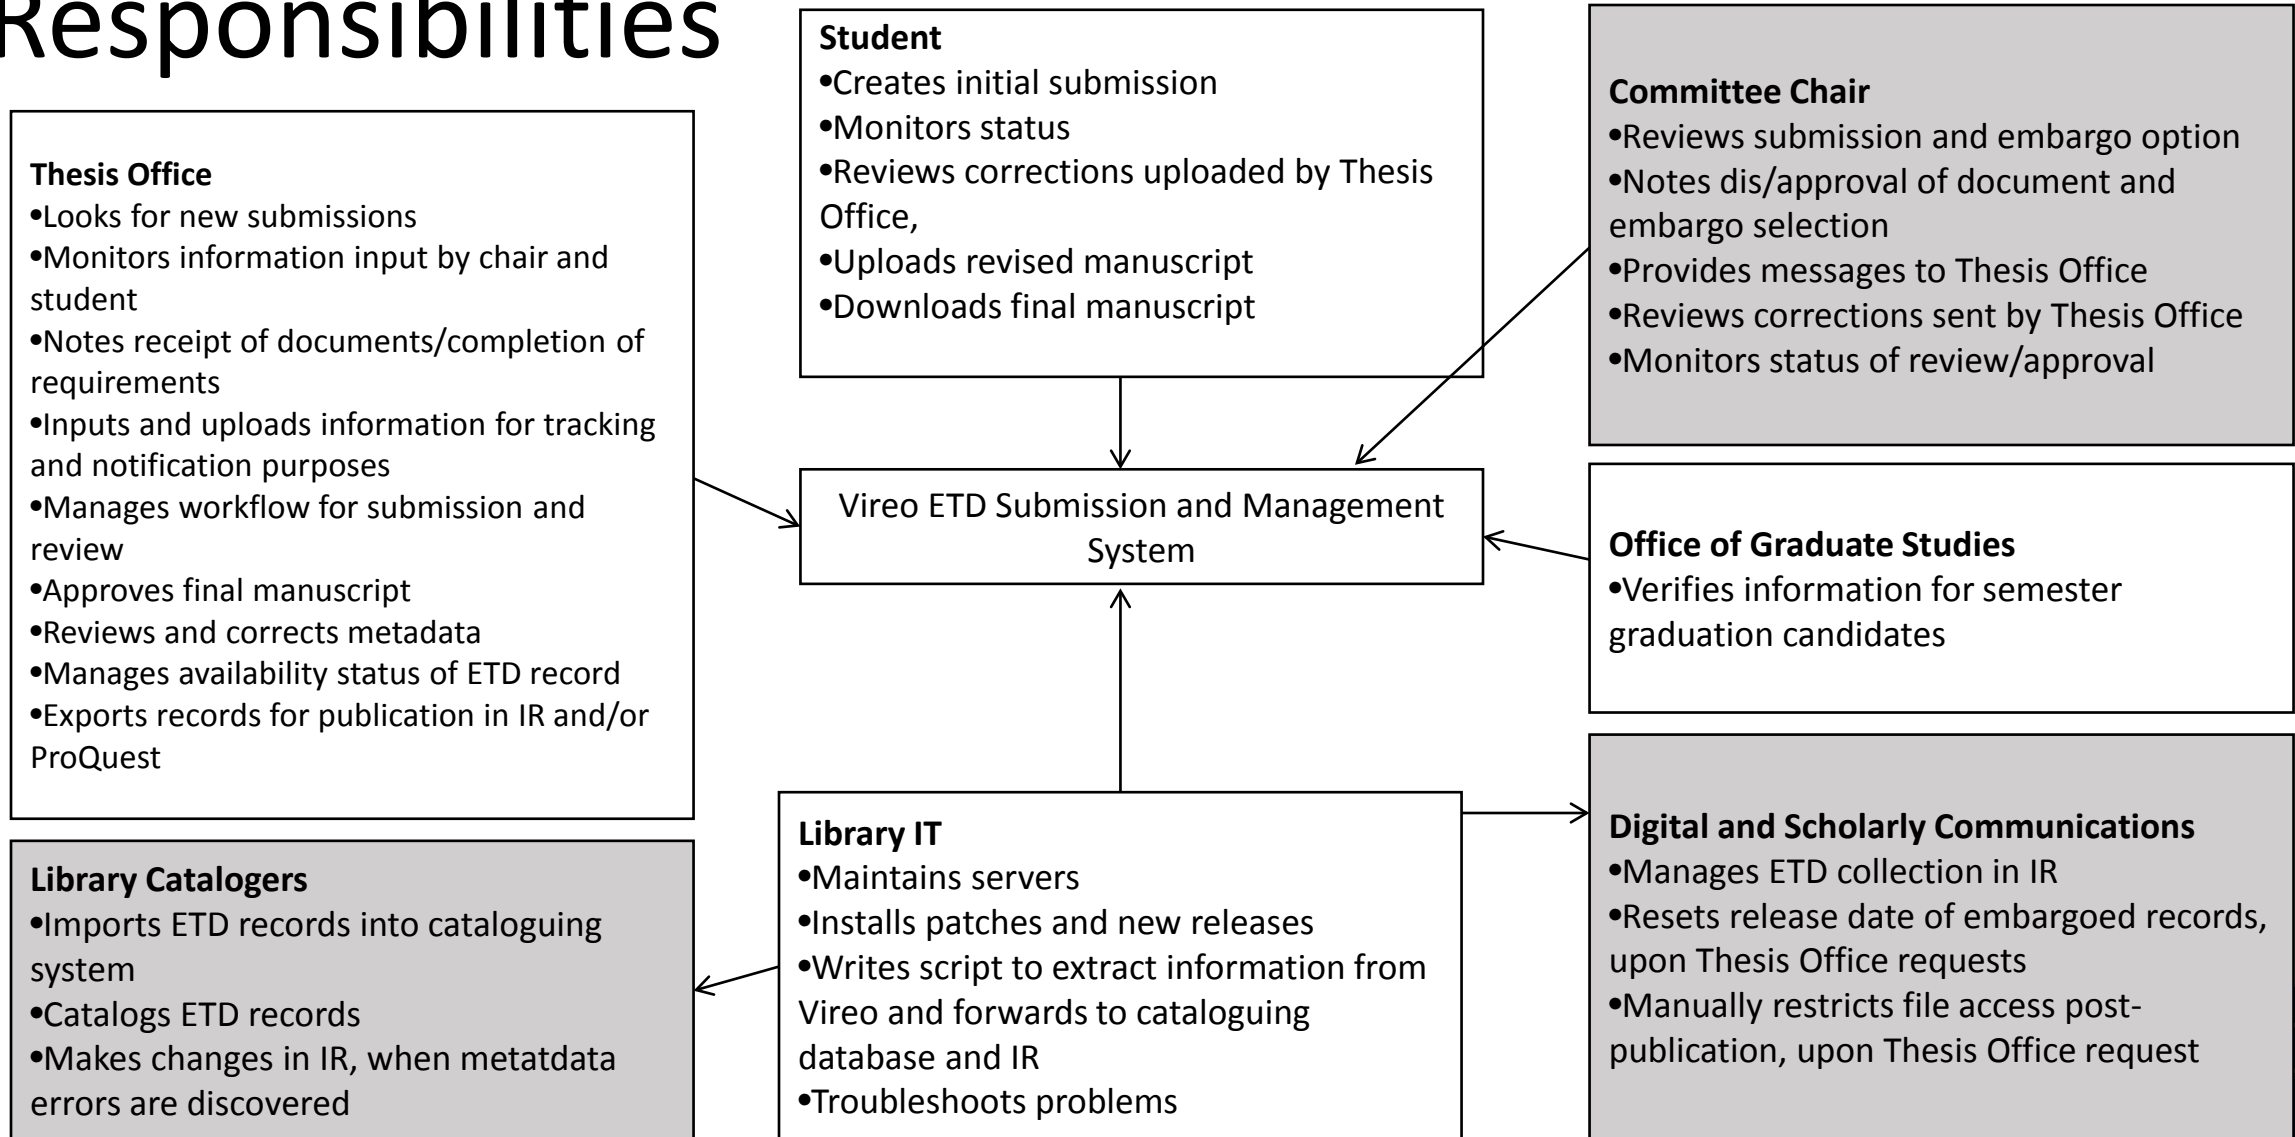 Responsibilities
Thesis Office
•Looks for new submissions
•Monitors information input by chair and
student
•Notes receipt of documents/completion of
requirements
•Inputs and uploads information for tracking
and notification purposes
•Manages workflow for submission and
review
•Approves final manuscript
•Reviews and corrects metadata
•Manages availability status of ETD record
•Exports records for publication in IR and/or
ProQuest
Student
•Creates initial submission
•Monitors status
•Reviews corrections uploaded by Thesis
Office,
•Uploads revised manuscript
•Downloads final manuscript
Committee Chair
•Reviews submission and embargo option
•Notes dis/approval of document and
embargo selection
•Provides messages to Thesis Office
•Reviews corrections sent by Thesis Office
•Monitors status of review/approval
Vireo ETD Submission and Management
System
Office of Graduate Studies
•Verifies information for semester
graduation candidates
Library Catalogers
•Imports ETD records into cataloguing
system
•Catalogs ETD records
•Makes changes in IR, when metatdata
errors are discovered
Library IT
•Maintains servers
•Installs patches and new releases
•Writes script to extract information from
Vireo and forwards to cataloguing
database and IR
•Troubleshoots problems
Digital and Scholarly Communications
•Manages ETD collection in IR
•Resets release date of embargoed records,
upon Thesis Office requests
•Manually restricts file access post-
publication, upon Thesis Office request